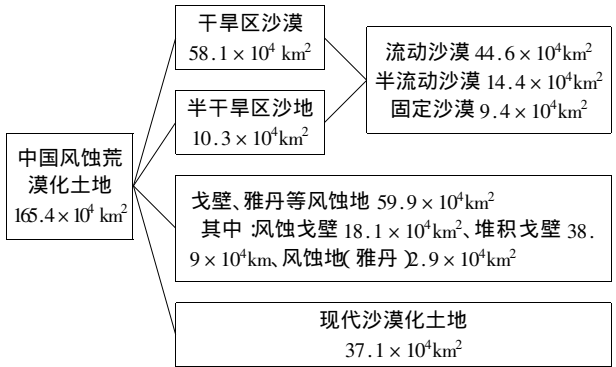 干旱区沙漠
58.1×10⁴ km²
流动沙漠 44.6×10⁴km²
半流动沙漠 14.4×10⁴km²
固定沙漠 9.4×10⁴km²
半干旱区沙地
10.3×10⁴km²
中国风蚀荒
漠化土地
165.4×10⁴ km²
戈壁、雅丹等风蚀地 59.9×10⁴km²
其中:风蚀戈壁 18.1×10⁴km²、堆积戈壁 38.
9×10⁴km、风蚀地(雅丹)2.9×10⁴km²
现代沙漠化土地
37.1×10⁴km²